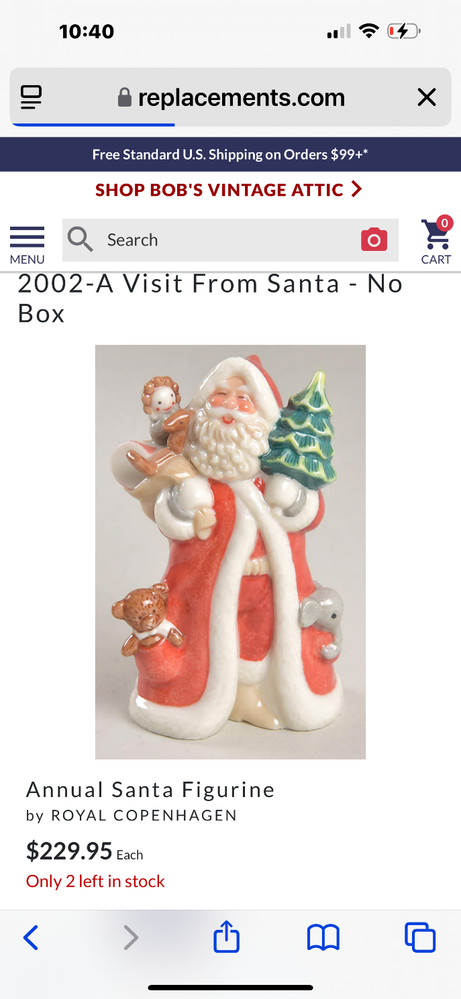 10:40
replacements.com
Free Standard U.S. Shipping on Orders $99+*
SHOP BOB'S VINTAGE ATTIC
Search
0
MENU
CART
2002-A Visit From Santa - No
Box
Annual Santa Figurine
by ROYAL COPENHAGEN
$229.95 Each
Only 2 left in stock